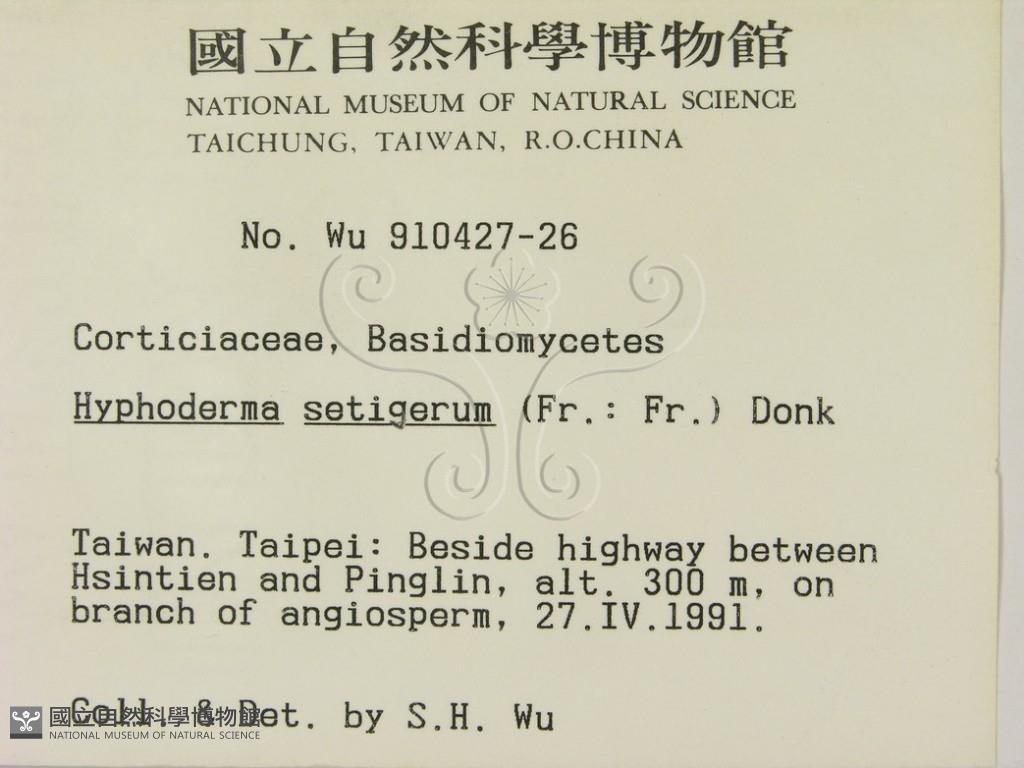 國立自然科學博物館
NATIONAL MUSEUM OF NATURAL SCIENCE
TAICHUNG, TAIWAN, R.O.CHINA
No. Wu 910427-26
Corticiaceae, Basidiomycetes
Hyphoderma setigerum (Fr.: Fr.) Donk
Taiwan. Taipei: Beside highway between
Hsintien and Pinglin, alt. 300 m, on
branch of angiosperm, 27.IV.1991.
Coll. & Det. by S.H. Wu
國立自然科學博物館
NATIONAL MUSEUM OF NATURAL SCIENCE